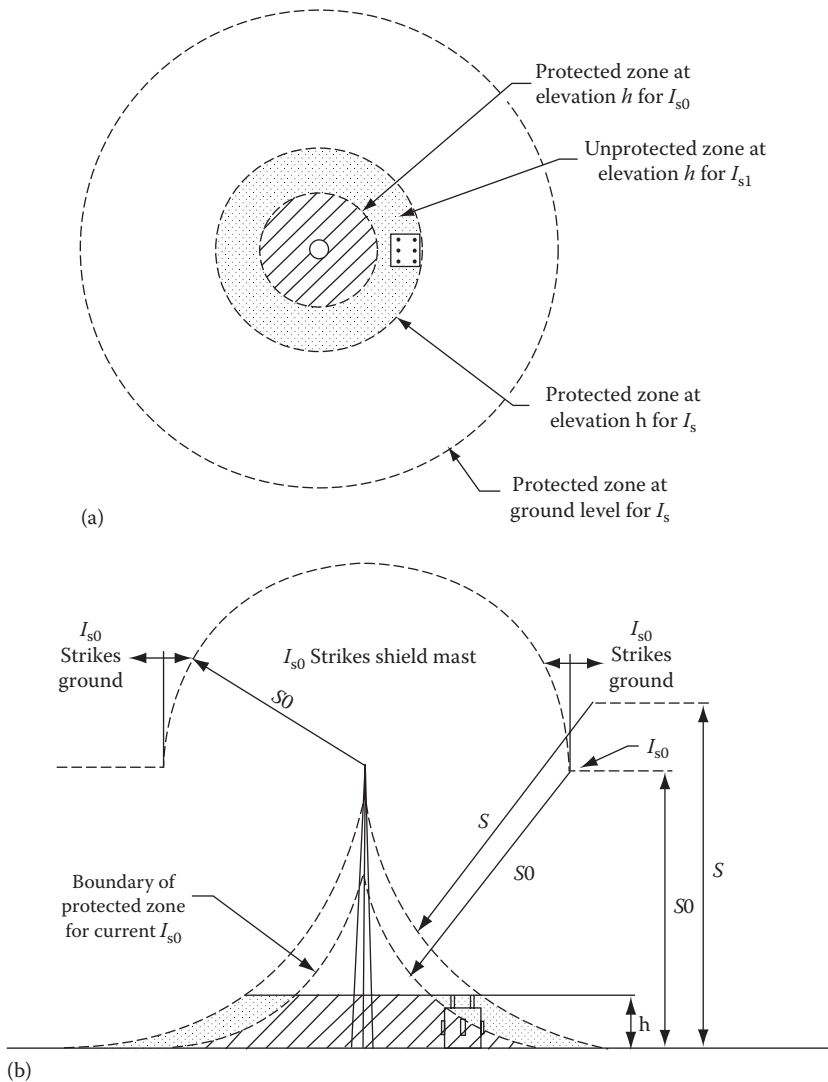 Protected zone at
elevation h for Is0
Unprotected zone at
elevation h for Is1
Protected zone at
elevation h for Is
Protected zone at
ground level for Is
(a)
Is0
Strikes
ground
Is0 Strikes shield mast
Is0
Strikes
ground
S0
Is0
S
S0
S0
S
Boundary of
protected zone
for current Is0
h
(b)